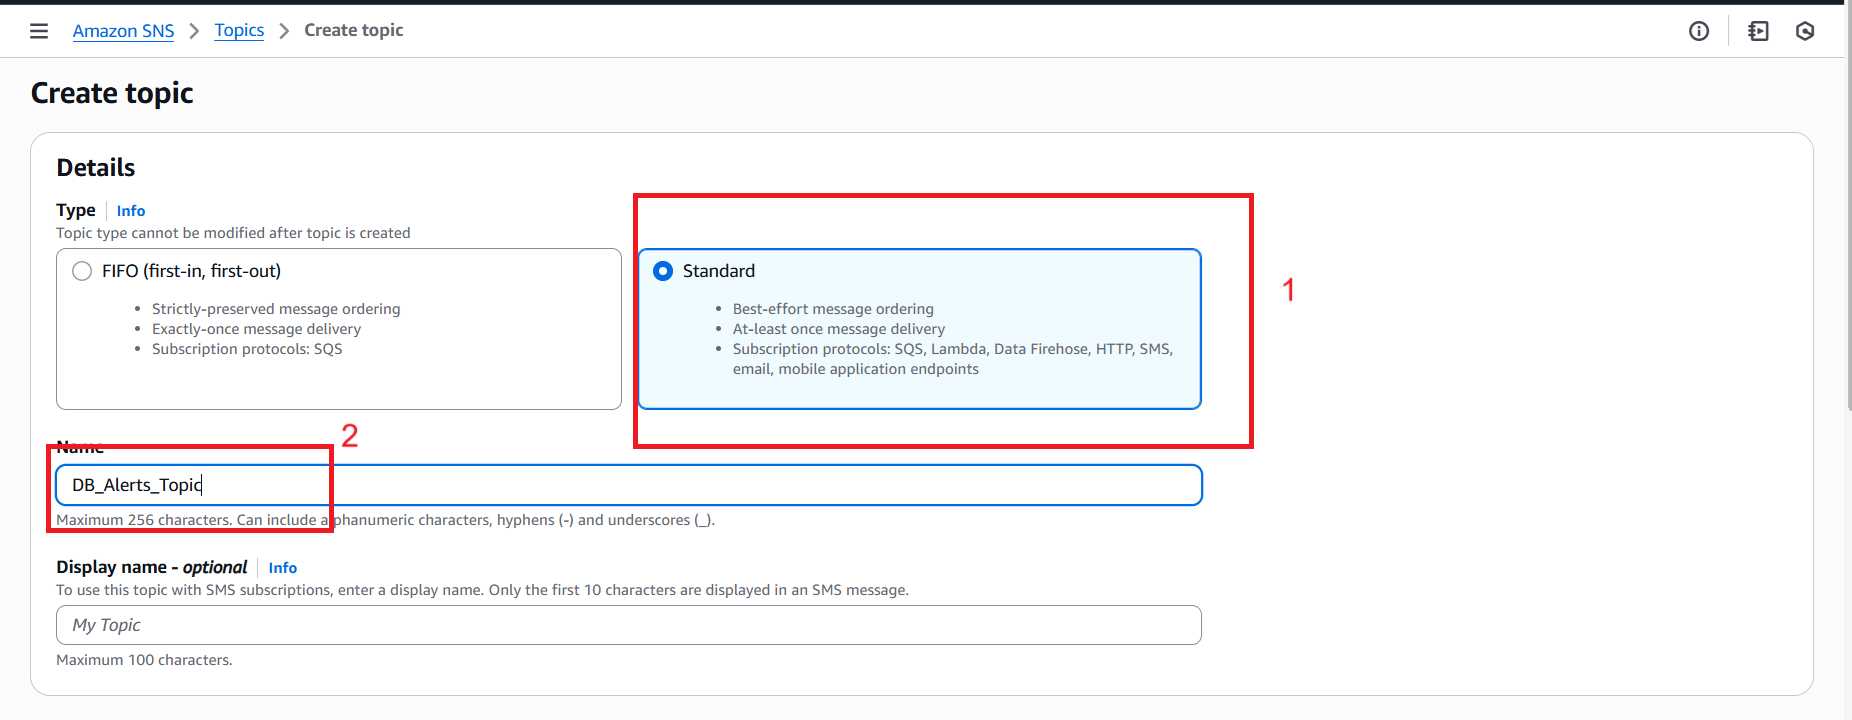 Amazon SNS > Topics > Create topic
Create topic
Details
Type Info
Topic type cannot be modified after topic is created
FIFO (first-in, first-out)
• Strictly-preserved message ordering
• Exactly-once message delivery
• Subscription protocols: SQS
Standard
• Best-effort message ordering
• At-least once message delivery
• Subscription protocols: SQS, Lambda, Data Firehose, HTTP, SMS,
email, mobile application endpoints
1
2
Name
DB_Alerts_Topic
Maximum 256 characters. Can include alphanumeric characters, hyphens (-) and underscores (_).
Display name - optional Info
To use this topic with SMS subscriptions, enter a display name. Only the first 10 characters are displayed in an SMS message.
My Topic
Maximum 100 characters.